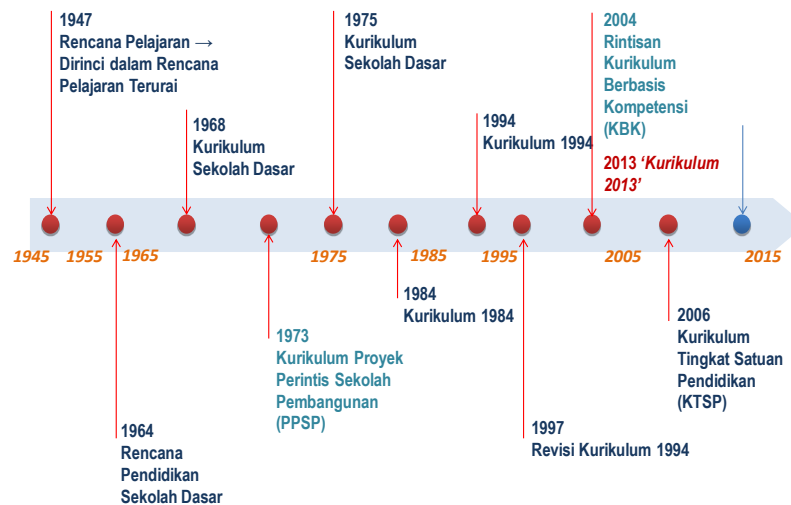 1947
Rencana Pelajaran →
Dirinci dalam Rencana
Pelajaran Terurai
1968
Kurikulum
Sekolah Dasar
1975
Kurikulum
Sekolah Dasar
1994
Kurikulum 1994
2004
Rintisan
Kurikulum
Berbasis
Kompetensi
(KBK)
2013 'Kurikulum
2013'
1945 1955 1965 1975 1985 1995 2005 2015
1964
Rencana
Pendidikan
Sekolah Dasar
1973
Kurikulum Proyek
Perintis Sekolah
Pembangunan
(PPSP)
1984
Kurikulum 1984
1997
Revisi Kurikulum 1994
2006
Kurikulum
Tingkat Satuan
Pendidikan
(KTSP)